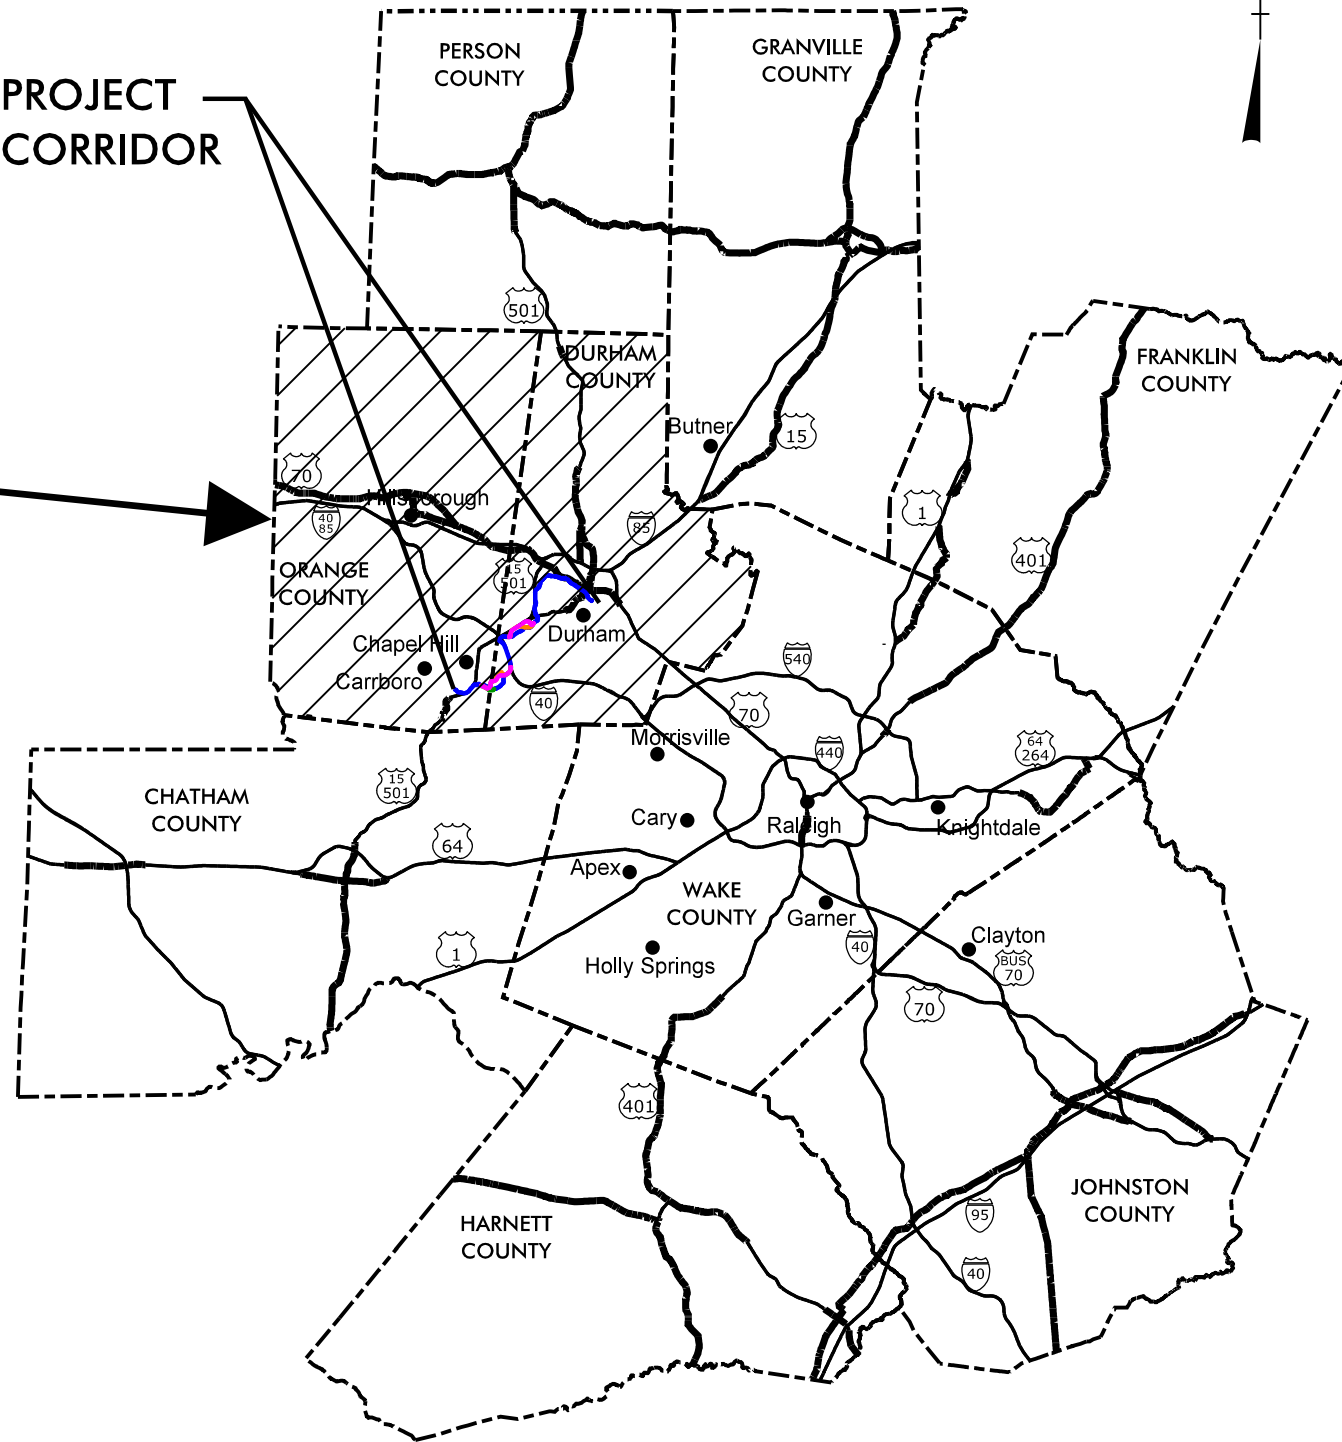 PERSON
COUNTY
GRANVILLE
COUNTY
PROJECT
CORRIDOR
501
DURHAM
COUNTY
FRANKLIN
COUNTY
Butner
15
70
Hillsborough
40
85
85
1
401
ORANGE
COUNTY
15
501
Durham
Chapel Hill
Carrboro
540
40
70
Morrisville
440
64
264
15
501
CHATHAM
COUNTY
Cary
Raleigh
Knightdale
64
Apex
WAKE
COUNTY
Garner
1
40
Clayton
BUS
70
Holly Springs
70
401
JOHNSTON
COUNTY
HARNETT
COUNTY
95
40